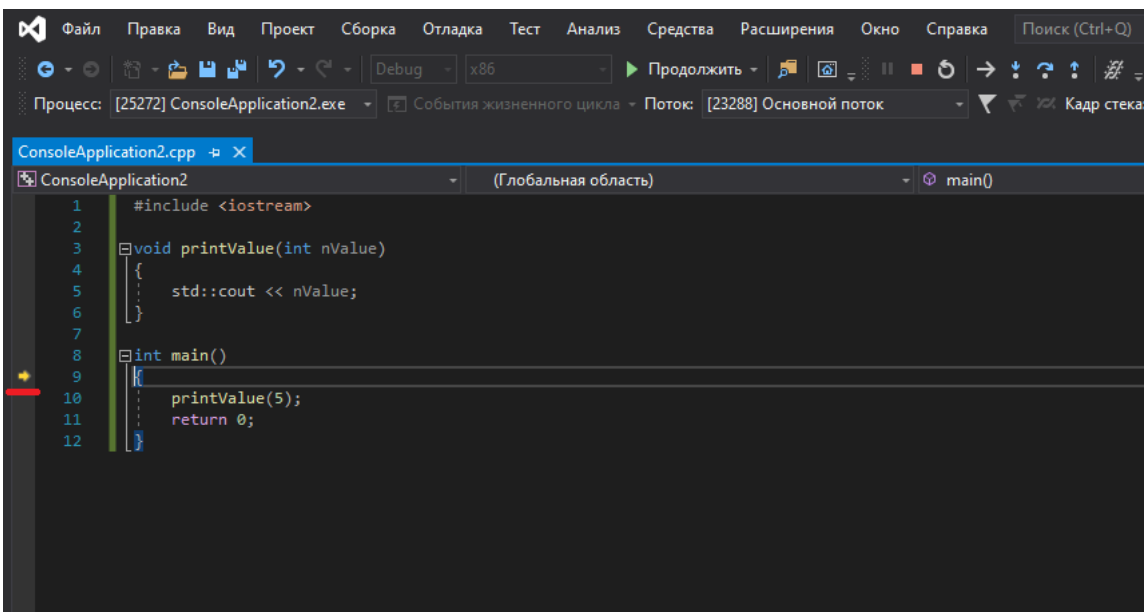 Файл Правка Вид Проект Сборка Отладка Тест Анализ Средства Расширения Окно Справка Поиск (Ctrl+Q)
Debug x86 Продолжить
Процесс: [25272] ConsoleApplication2.exe События жизненного цикла Поток: [23288] Основной поток Кадр стека:
ConsoleApplication2.cpp
ConsoleApplication2 (Глобальная область) main()
1 #include <iostream>
2
3 void printValue(int nValue)
4 {
5 std::cout << nValue;
6 }
7
8 int main()
9 {
10 printValue(5);
11 return 0;
12 }